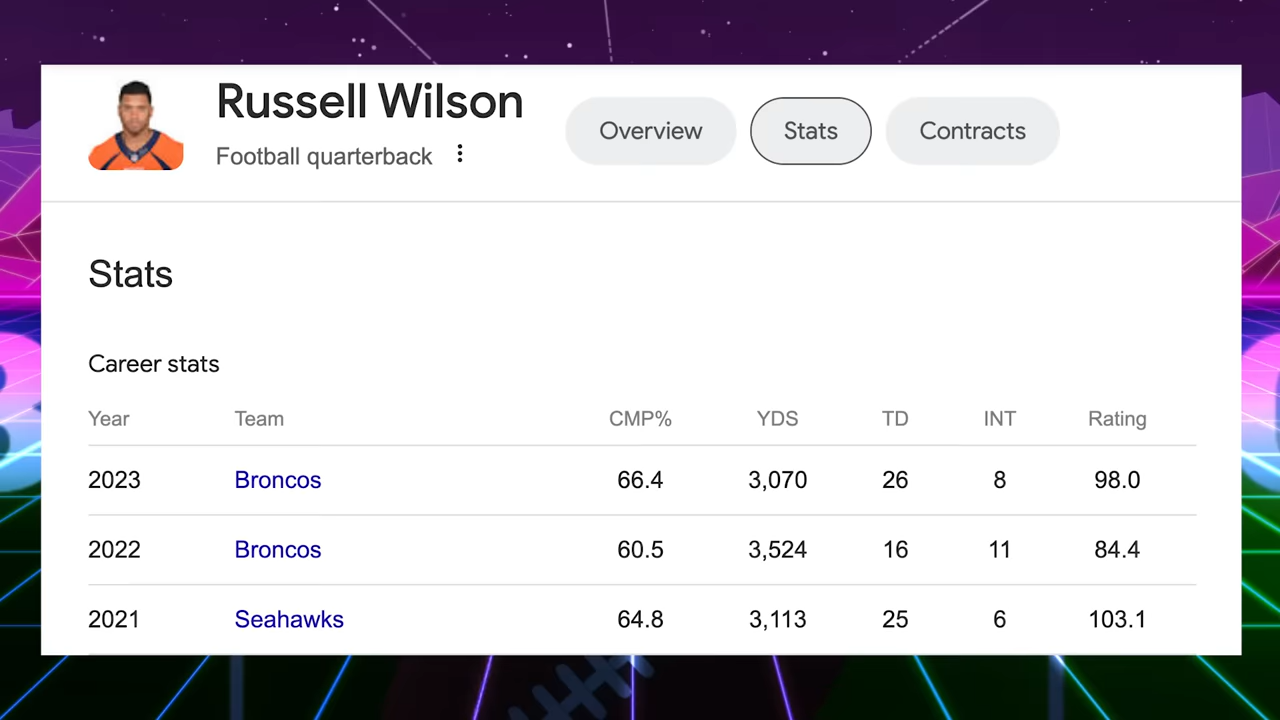 Russell Wilson
Football quarterback
Overview
Stats
Contracts
Stats
Career stats
Year Team CMP% YDS TD INT Rating
2023 Broncos 66.4 3,070 26 8 98.0
2022 Broncos 60.5 3,524 16 11 84.4
2021 Seahawks 64.8 3,113 25 6 103.1